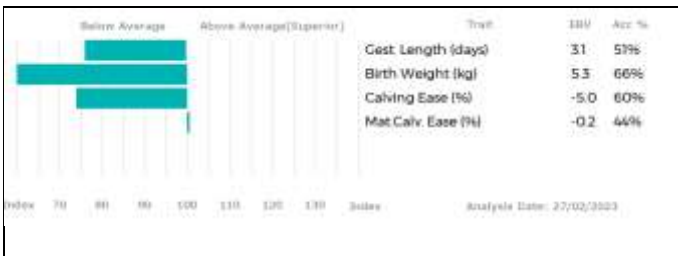 Below Average Above Average(Superior) Trait EBV Acc %
Gest. Length (days) 3.1 51%
Birth Weight (kg) 5.3 66%
Calving Ease (%) -5.0 60%
Mat.Calv. Ease (%) -0.2 44%
Index 70 80 90 100 110 120 130 Index Analysis Date: 27/02/2023